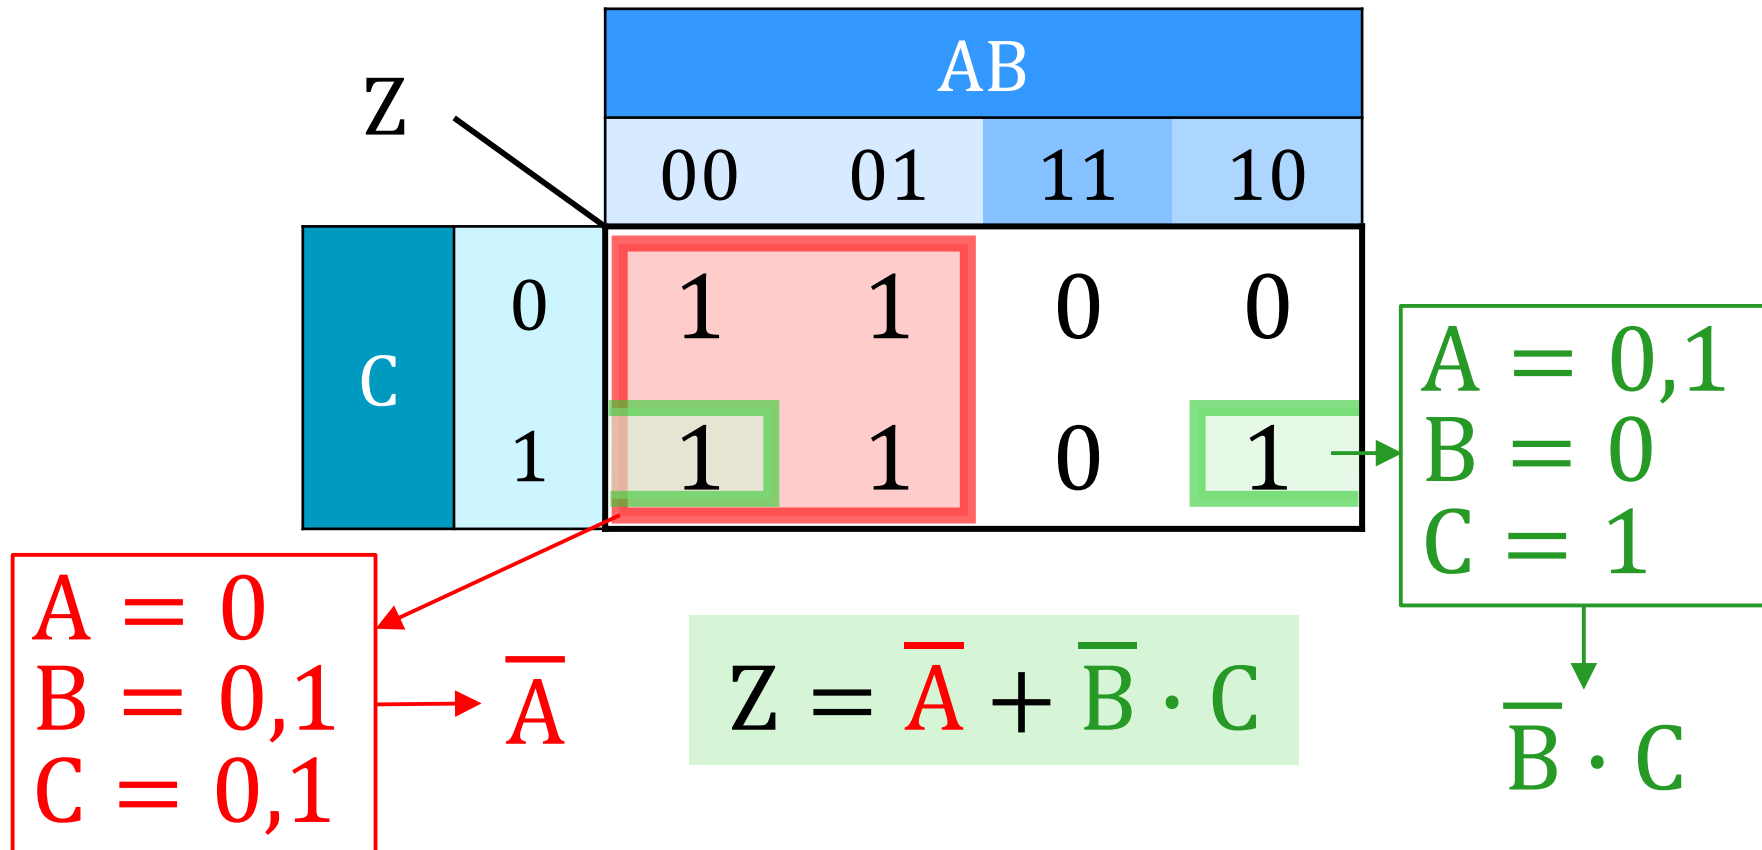 Z
AB
00 01 11 10
C
0 1 1 0 0
1 1 1 0 1
A = 0,1
B = 0
C = 1
A = 0
B = 0,1
C = 0,1
A̅
Z = A̅ + B̅ · C
B̅ · C